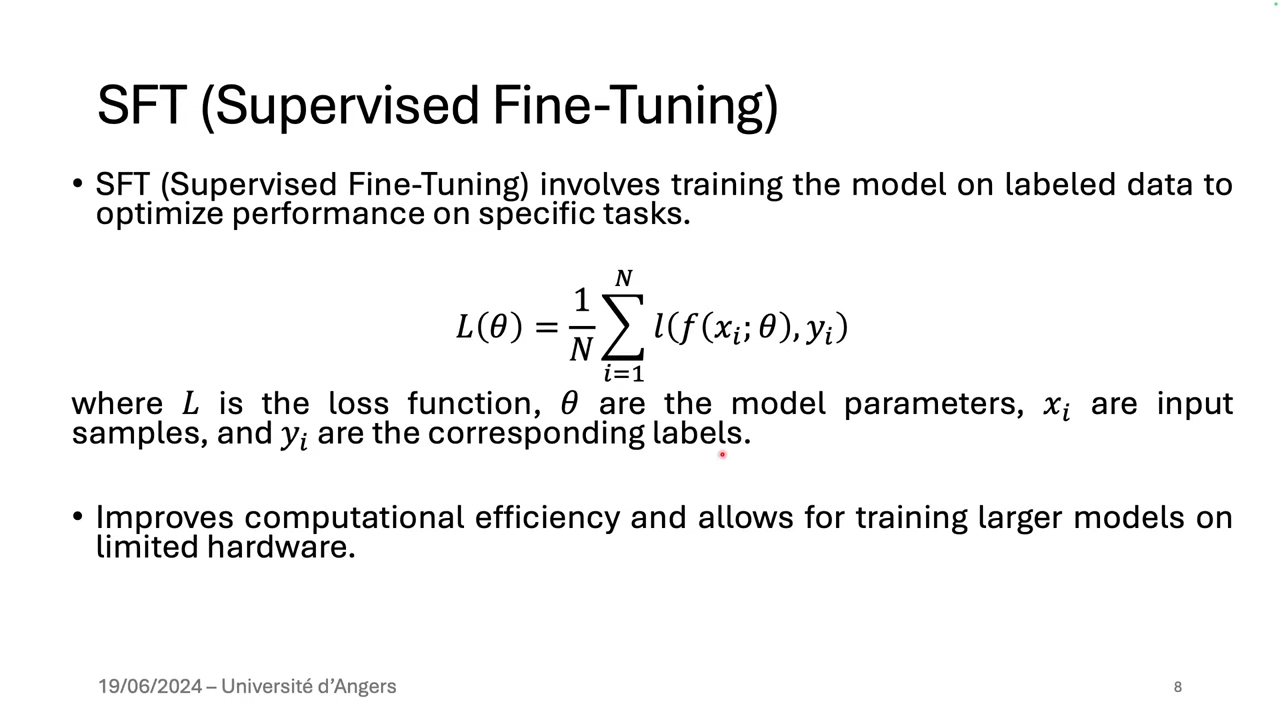 SFT (Supervised Fine-Tuning)
• SFT (Supervised Fine-Tuning) involves training the model on labeled data to
optimize performance on specific tasks.
L(θ) = \frac{1}{N} \sum_{i=1}^{N} l(f(x_i; θ), y_i)
where L is the loss function, θ are the model parameters, x_i are input
samples, and y_i are the corresponding labels.
• Improves computational efficiency and allows for training larger models on
limited hardware.
19/06/2024 – Université d’Angers
8